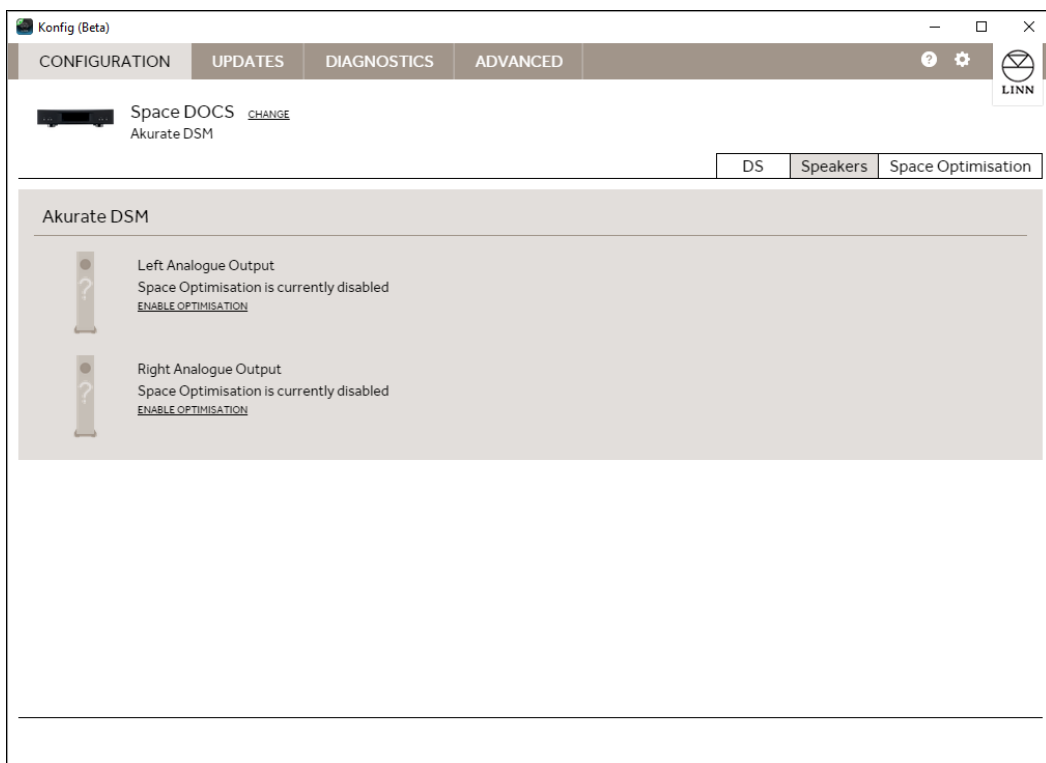 Konfig (Beta)
CONFIGURATION UPDATES DIAGNOSTICS ADVANCED ?
LINN
Space DOCS CHANGE
Akurate DSM
DS Speakers Space Optimisation
Akurate DSM
? Left Analogue Output
Space Optimisation is currently disabled
ENABLE OPTIMISATION
? Right Analogue Output
Space Optimisation is currently disabled
ENABLE OPTIMISATION